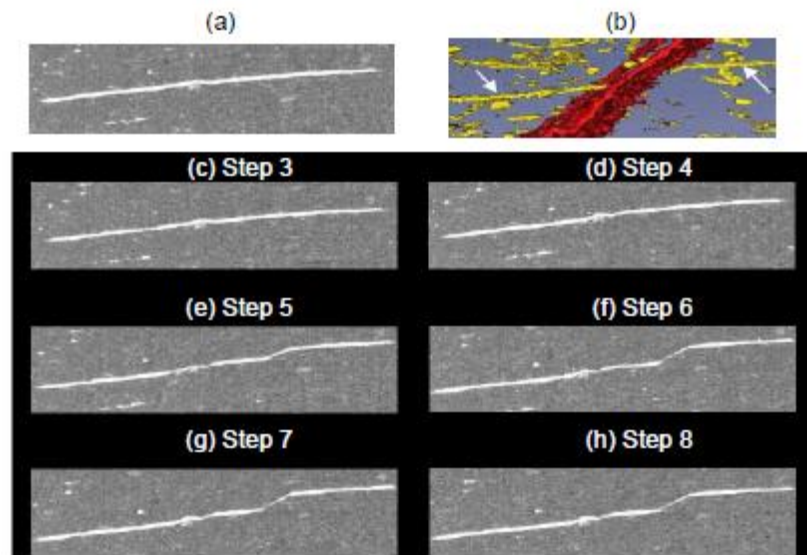 (a)
(b)
(c) Step 3
(d) Step 4
(e) Step 5
(f) Step 6
(g) Step 7
(h) Step 8